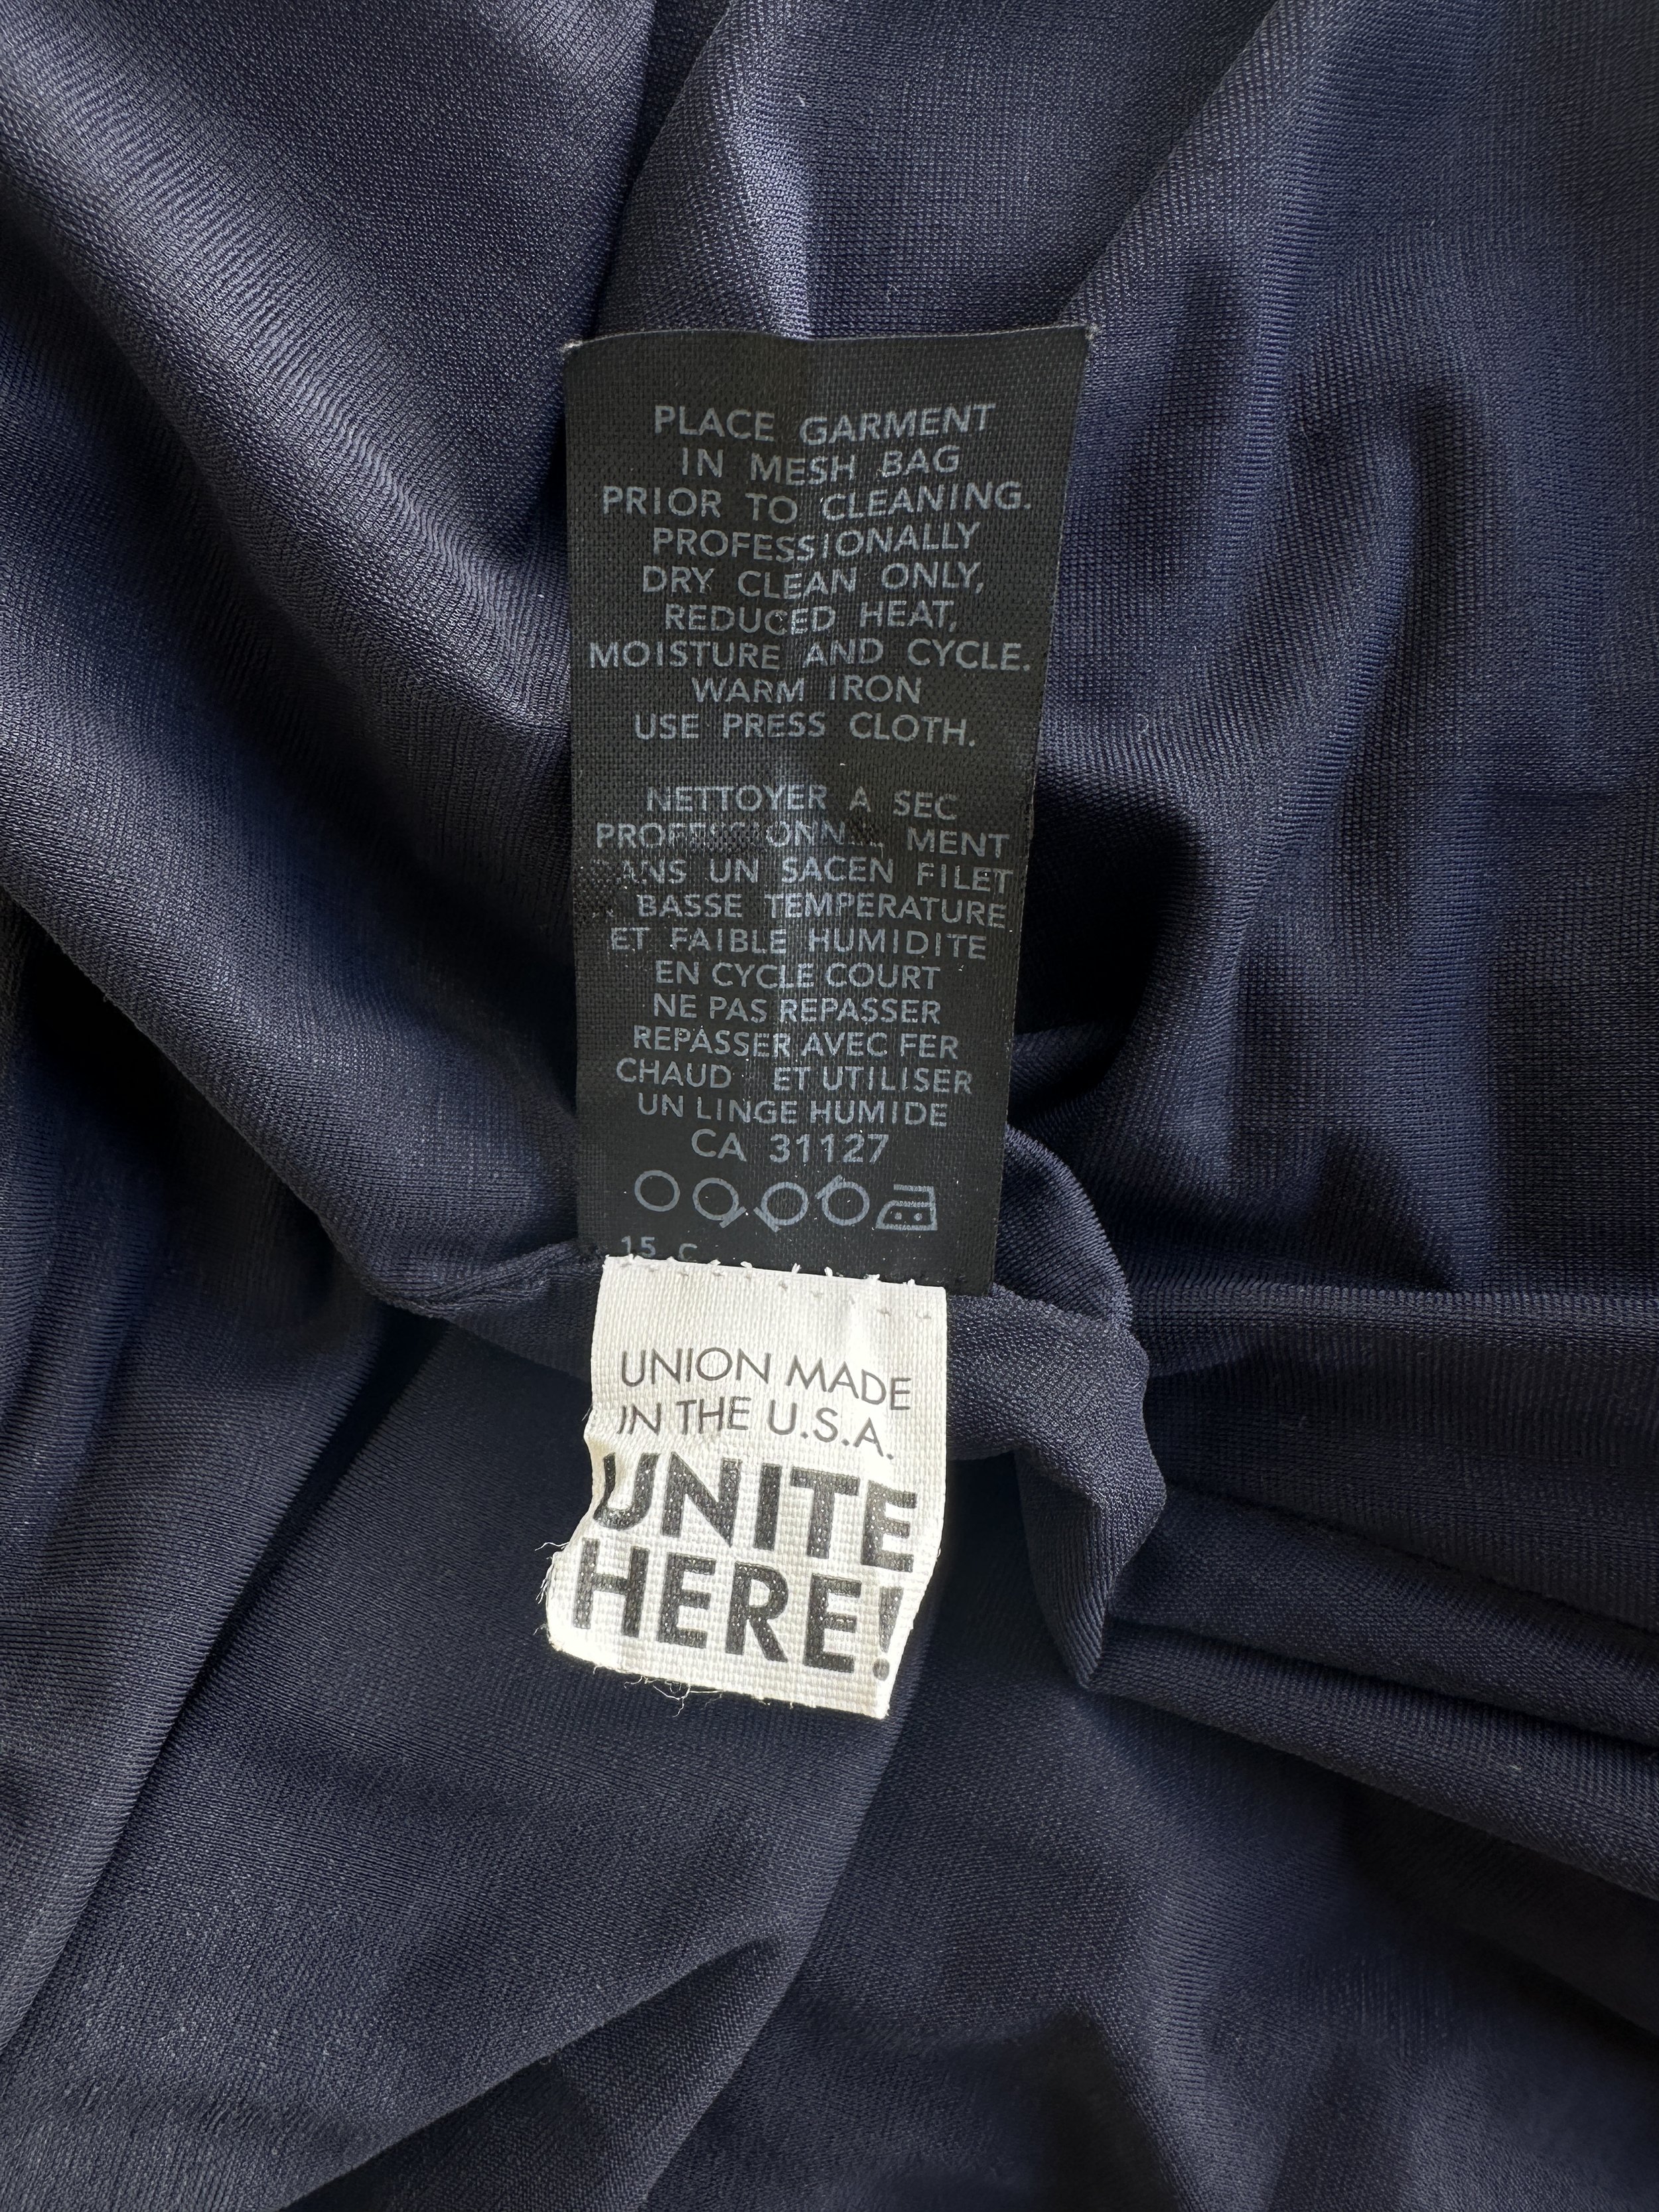 PLACE GARMENT
IN MESH BAG
PRIOR TO CLEANING.
PROFESSIONALLY
DRY CLEAN ONLY,
REDUCED HEAT,
MOISTURE AND CYCLE.
WARM IRON
USE PRESS CLOTH.
NETTOYER A SEC
MENT
UN SACEN FILET
BASSE TEMPERATURE
ET FAIBLE HUMIDITE
EN CYCLE COURT
NE PAS REPASSER
REPASSER AVEC FER
CHAUD ET UTILISER
UN LINGE HUMIDE
CA 31127
15 C
UNION MADE
IN THE U.S.A.
UNITE
HERE!